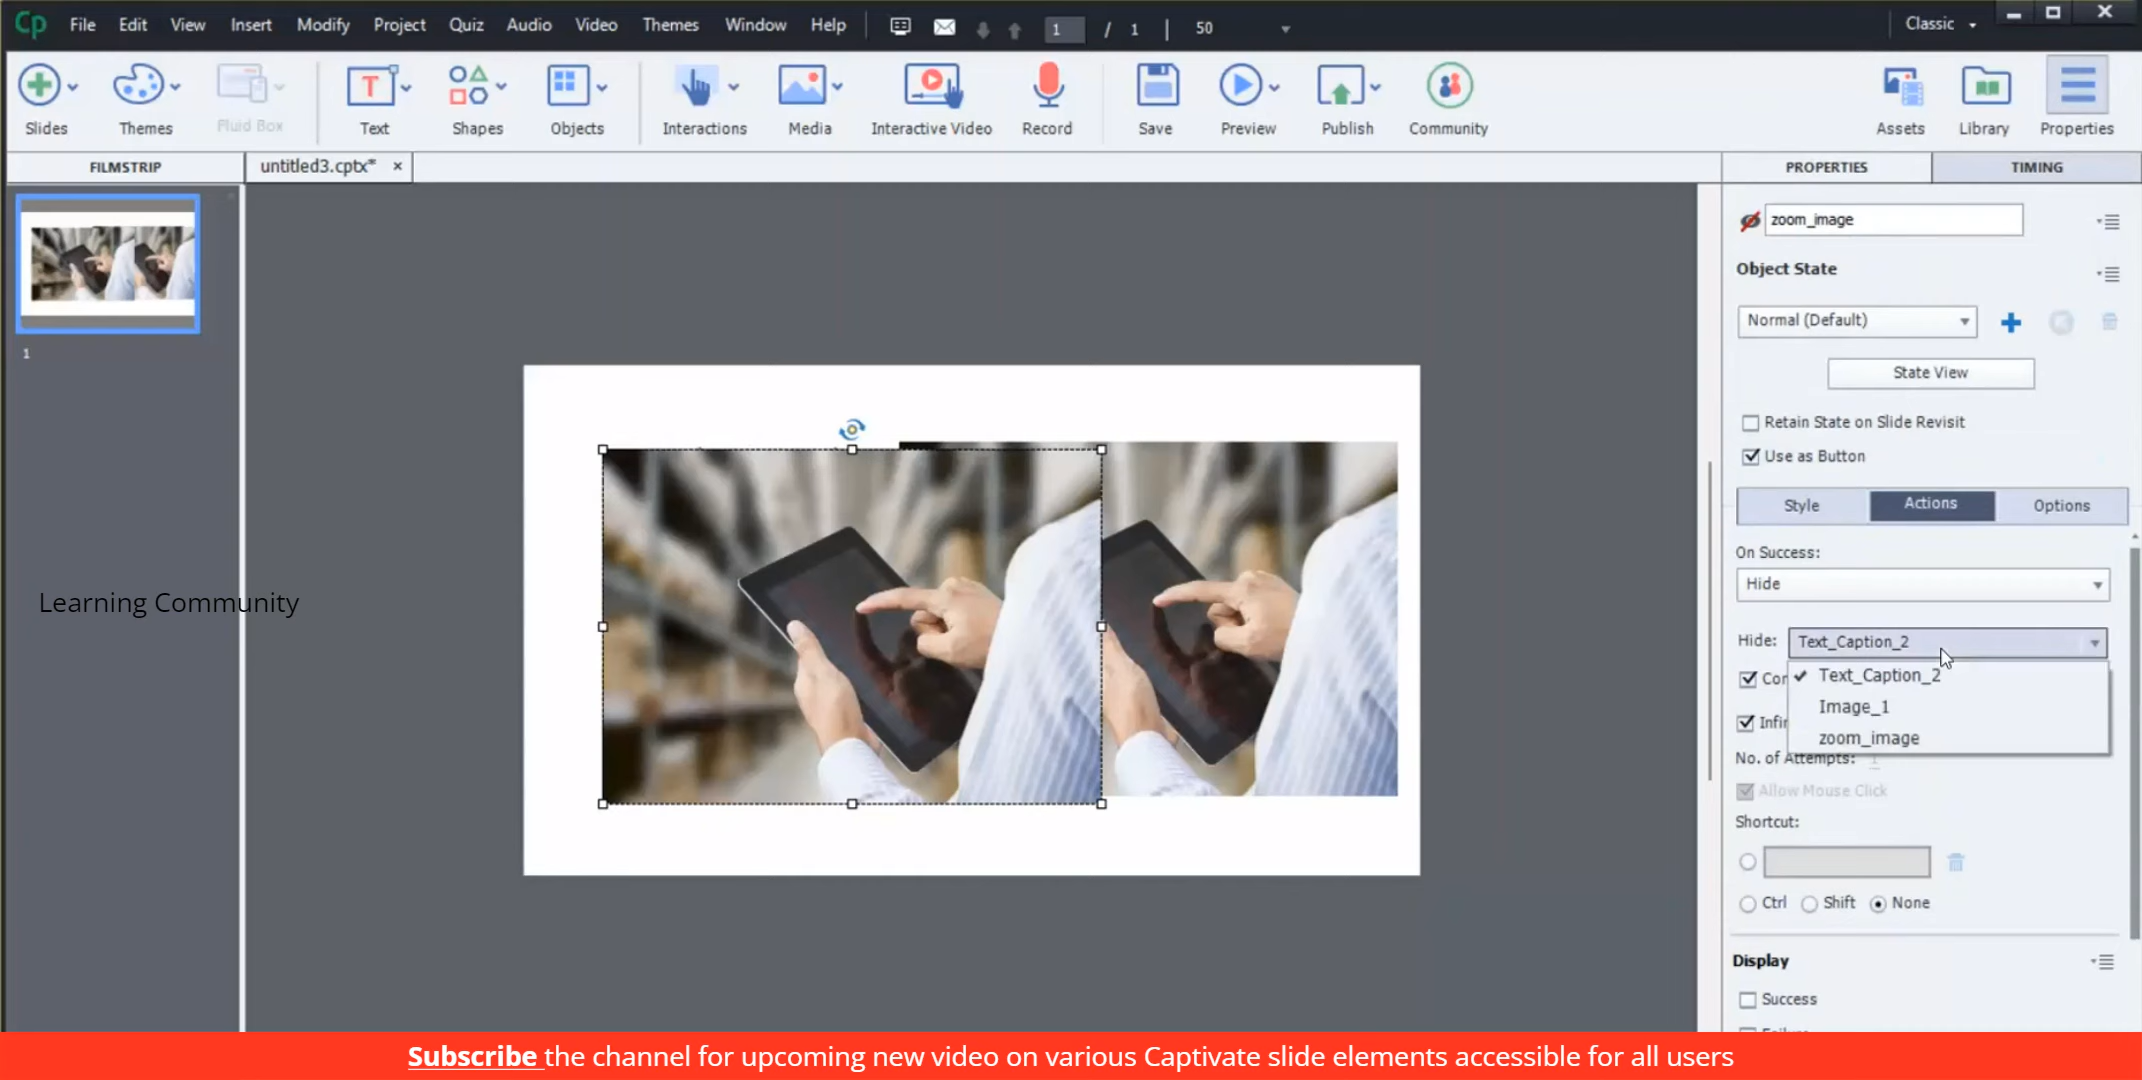 Cp File Edit View Insert Modify Project Quiz Audio Video Themes Window Help 1 / 1 | 50 Classic
Slides Themes Fluid Box Text Shapes Objects Interactions Media Interactive Video Record Save Preview Publish Community Assets Library Properties
FILMSTRIP untitled3.cptx* × PROPERTIES TIMING
zoom_image
Object State
Normal (Default)
State View
1
Retain State on Slide Revisit
Use as Button
Style Actions Options
On Success:
Hide
Hide: Text_Caption_2
Text_Caption_2
Image_1
zoom_image
No. of Attempts:
Allow Mouse Click
Shortcut:
Ctrl Shift None
Display
Success
Learning Community
Subscribe the channel for upcoming new video on various Captivate slide elements accessible for all users